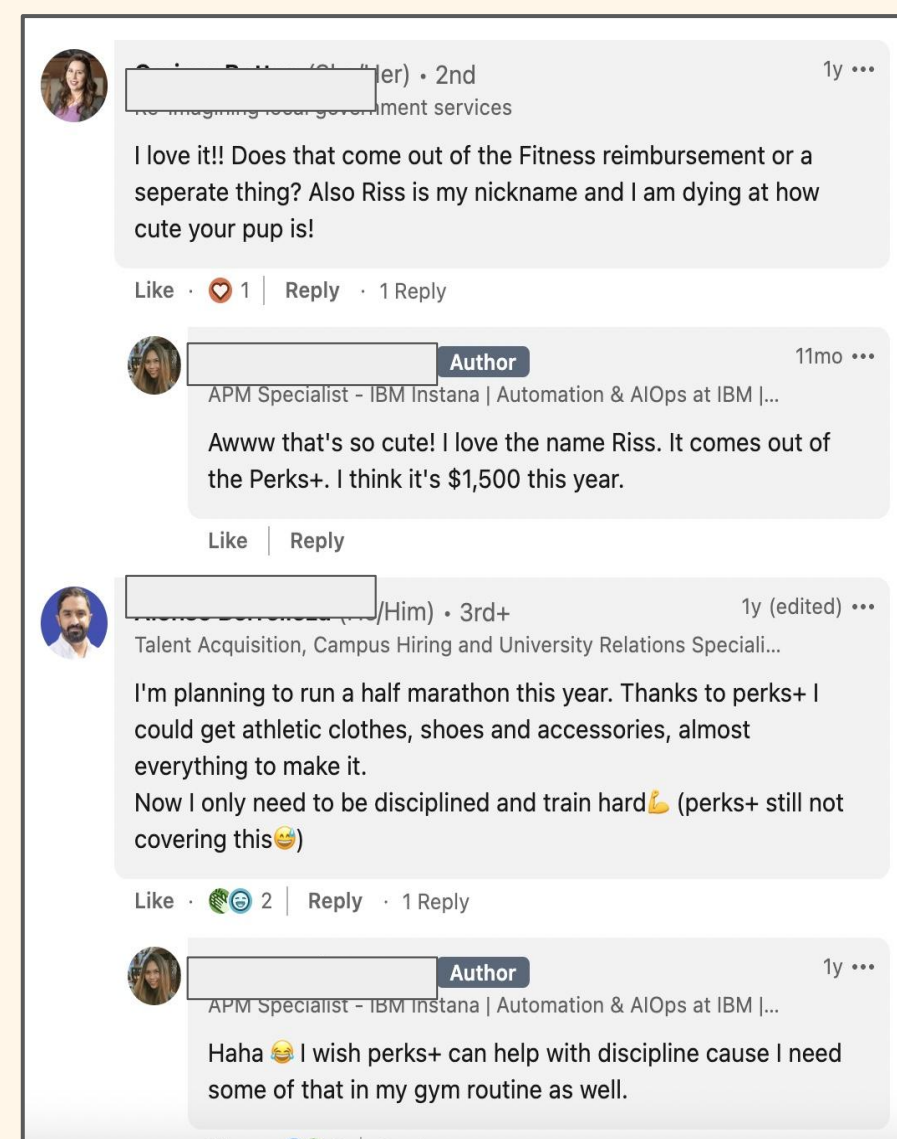 er) • 2nd
1y •••
government services
I love it!! Does that come out of the Fitness reimbursement or a
seperate thing? Also Riss is my nickname and I am dying at how
cute your pup is!
Like · 1 | Reply · 1 Reply
Author
11mo •••
APM Specialist - IBM Instana | Automation & AIOps at IBM |...
Awww that's so cute! I love the name Riss. It comes out of
the Perks+. I think it's $1,500 this year.
Like | Reply
/Him) • 3rd+
1y (edited) •••
Talent Acquisition, Campus Hiring and University Relations Speciali...
I'm planning to run a half marathon this year. Thanks to perks+ I
could get athletic clothes, shoes and accessories, almost
everything to make it.
Now I only need to be disciplined and train hard💪 (perks+ still not
covering this😅)
Like · 2 | Reply · 1 Reply
Author
1y •••
APM Specialist - IBM Instana | Automation & AIOps at IBM |...
Haha 😂 I wish perks+ can help with discipline cause I need
some of that in my gym routine as well.